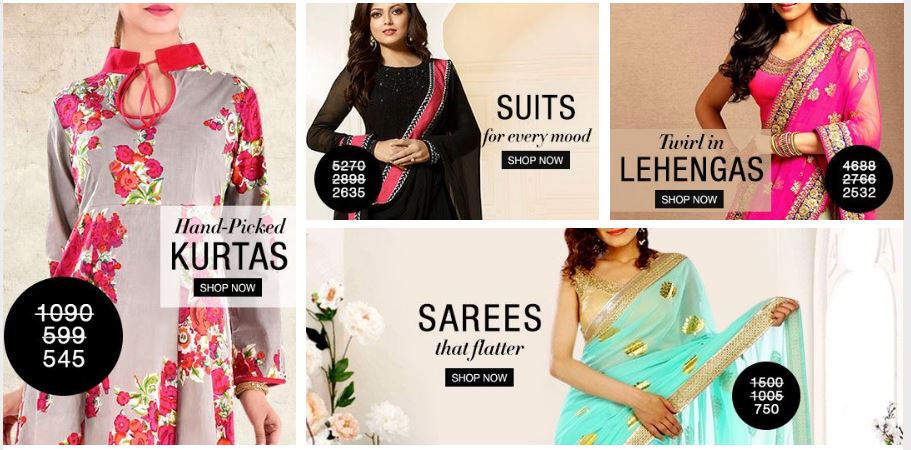 Hand-Picked
KURTAS
SHOP NOW
1090
599
545
SUITS
for every mood
SHOP NOW
5270
2898
2635
Twirl in
LEHENGAS
SHOP NOW
4688
2766
2532
SAREES
that flatter
SHOP NOW
1500
1005
750